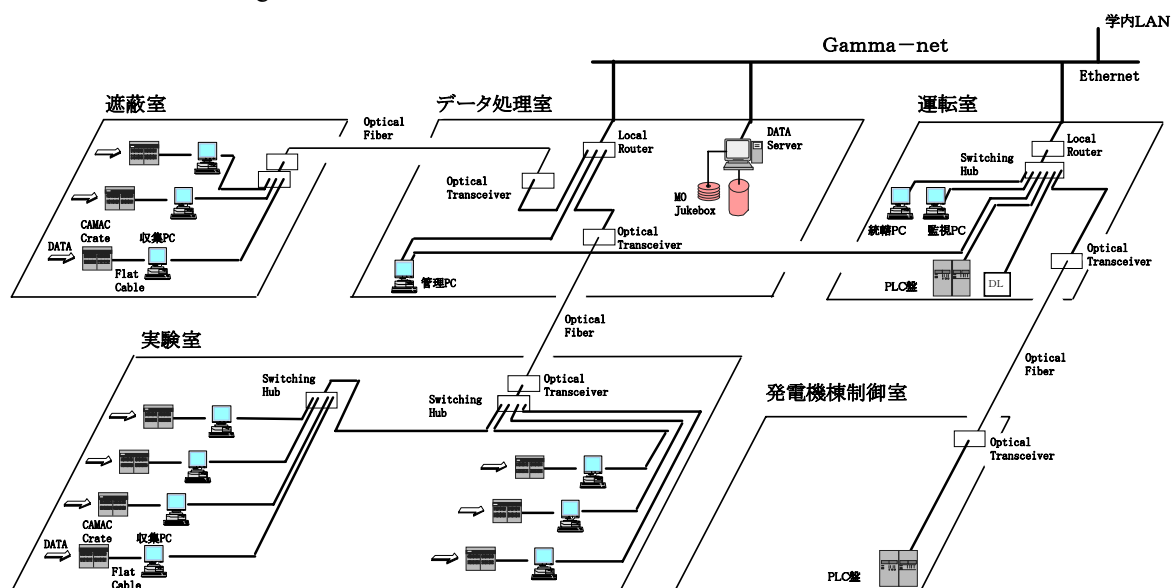 学内LAN
Gamma－net
Ethernet
遮蔽室
データ処理室
運転室
Optical
Fiber
Local
Router
DATA
Server
Local
Router
Switching
Hub
Optical
Transceiver
MO
Jukebox
CAMAC
Crate
収集PC
DATA
Flat
Cable
Optical
Transceiver
統轄PC
監視PC
Optical
Transceiver
管理PC
PLC盤
DL
Optical
Fiber
実験室
Optical
Fiber
Switching
Hub
Optical
Transceiver
Switching
Hub
発電機棟制御室
Optical
Transceiver
CAMAC
Crate
収集PC
DATA
Flat
Cable
PLC盤